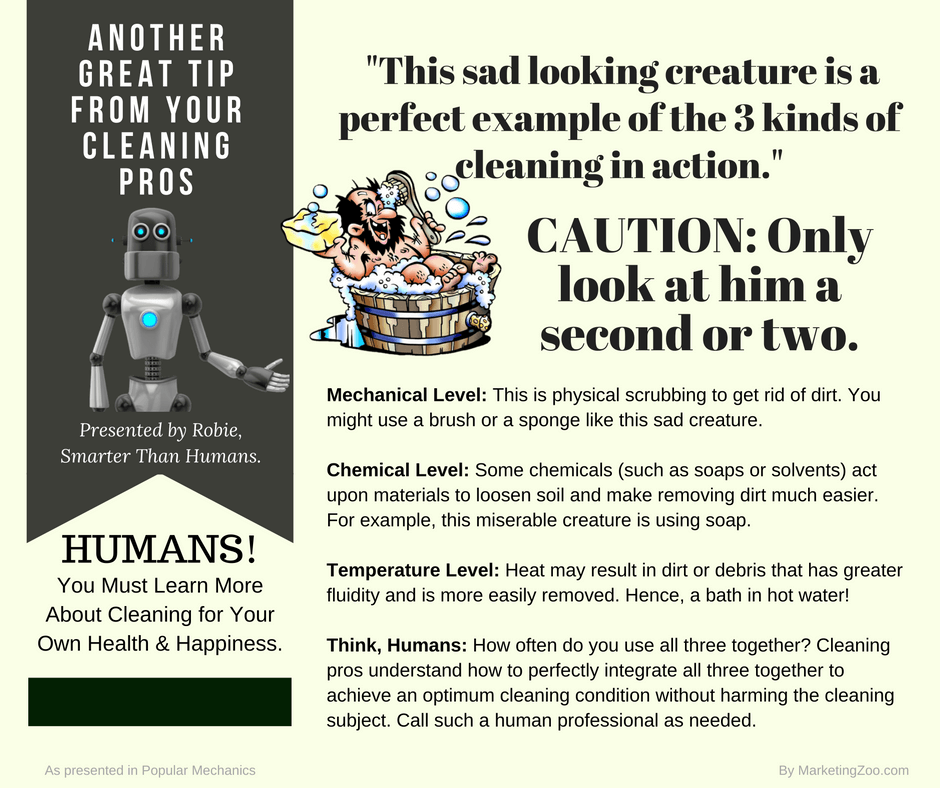 ANOTHER
GREAT TIP
FROM YOUR
CLEANING
PROS
Presented by Robie,
Smarter Than Humans.
HUMANS!
You Must Learn More
About Cleaning for Your
Own Health & Happiness.
"This sad looking creature is a
perfect example of the 3 kinds of
cleaning in action."
CAUTION: Only
look at him a
second or two.
Mechanical Level: This is physical scrubbing to get rid of dirt. You
might use a brush or a sponge like this sad creature.
Chemical Level: Some chemicals (such as soaps or solvents) act
upon materials to loosen soil and make removing dirt much easier.
For example, this miserable creature is using soap.
Temperature Level: Heat may result in dirt or debris that has greater
fluidity and is more easily removed. Hence, a bath in hot water!
Think, Humans: How often do you use all three together? Cleaning
pros understand how to perfectly integrate all three together to
achieve an optimum cleaning condition without harming the cleaning
subject. Call such a human professional as needed.
As presented in Popular Mechanics
By MarketingZoo.com